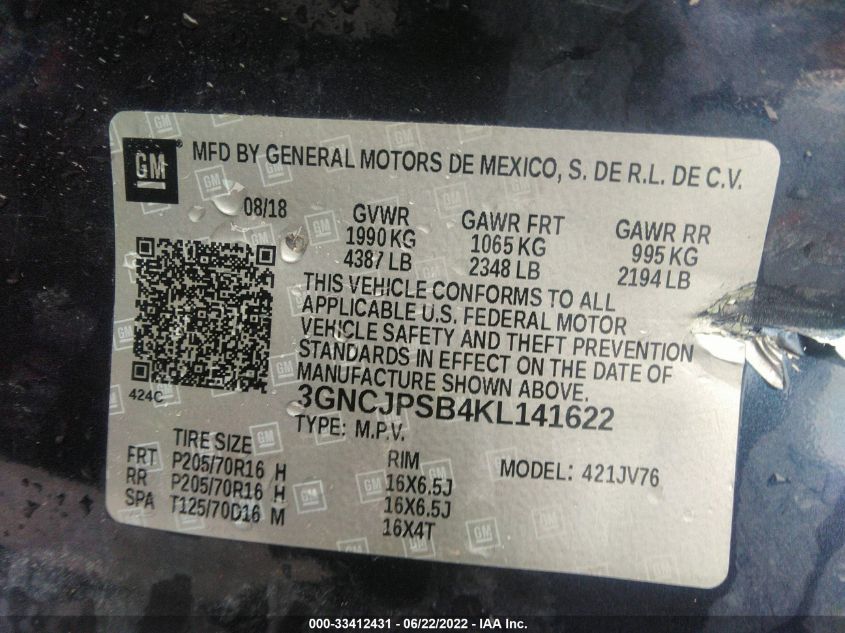 GM
MFD BY GENERAL MOTORS DE MEXICO, S. DE R.L. DE C.V.
08/18
GVWR GAWR FRT GAWR RR
1990 KG 1065 KG 995 KG
4387 LB 2348 LB 2194 LB
THIS VEHICLE CONFORMS TO ALL
APPLICABLE U.S. FEDERAL MOTOR
VEHICLE SAFETY AND THEFT PREVENTION
STANDARDS IN EFFECT ON THE DATE OF
MANUFACTURE SHOWN ABOVE.
424C
3GNCJPSB4KL141622
TYPE: M.P.V.
TIRE SIZE RIM MODEL: 421JV76
FRT P205/70R16 H 16X6.5J
RR P205/70R16 H 16X6.5J
SPA T125/70D16 M 16X4T
000-33412431 - 06/22/2022 - IAA Inc.